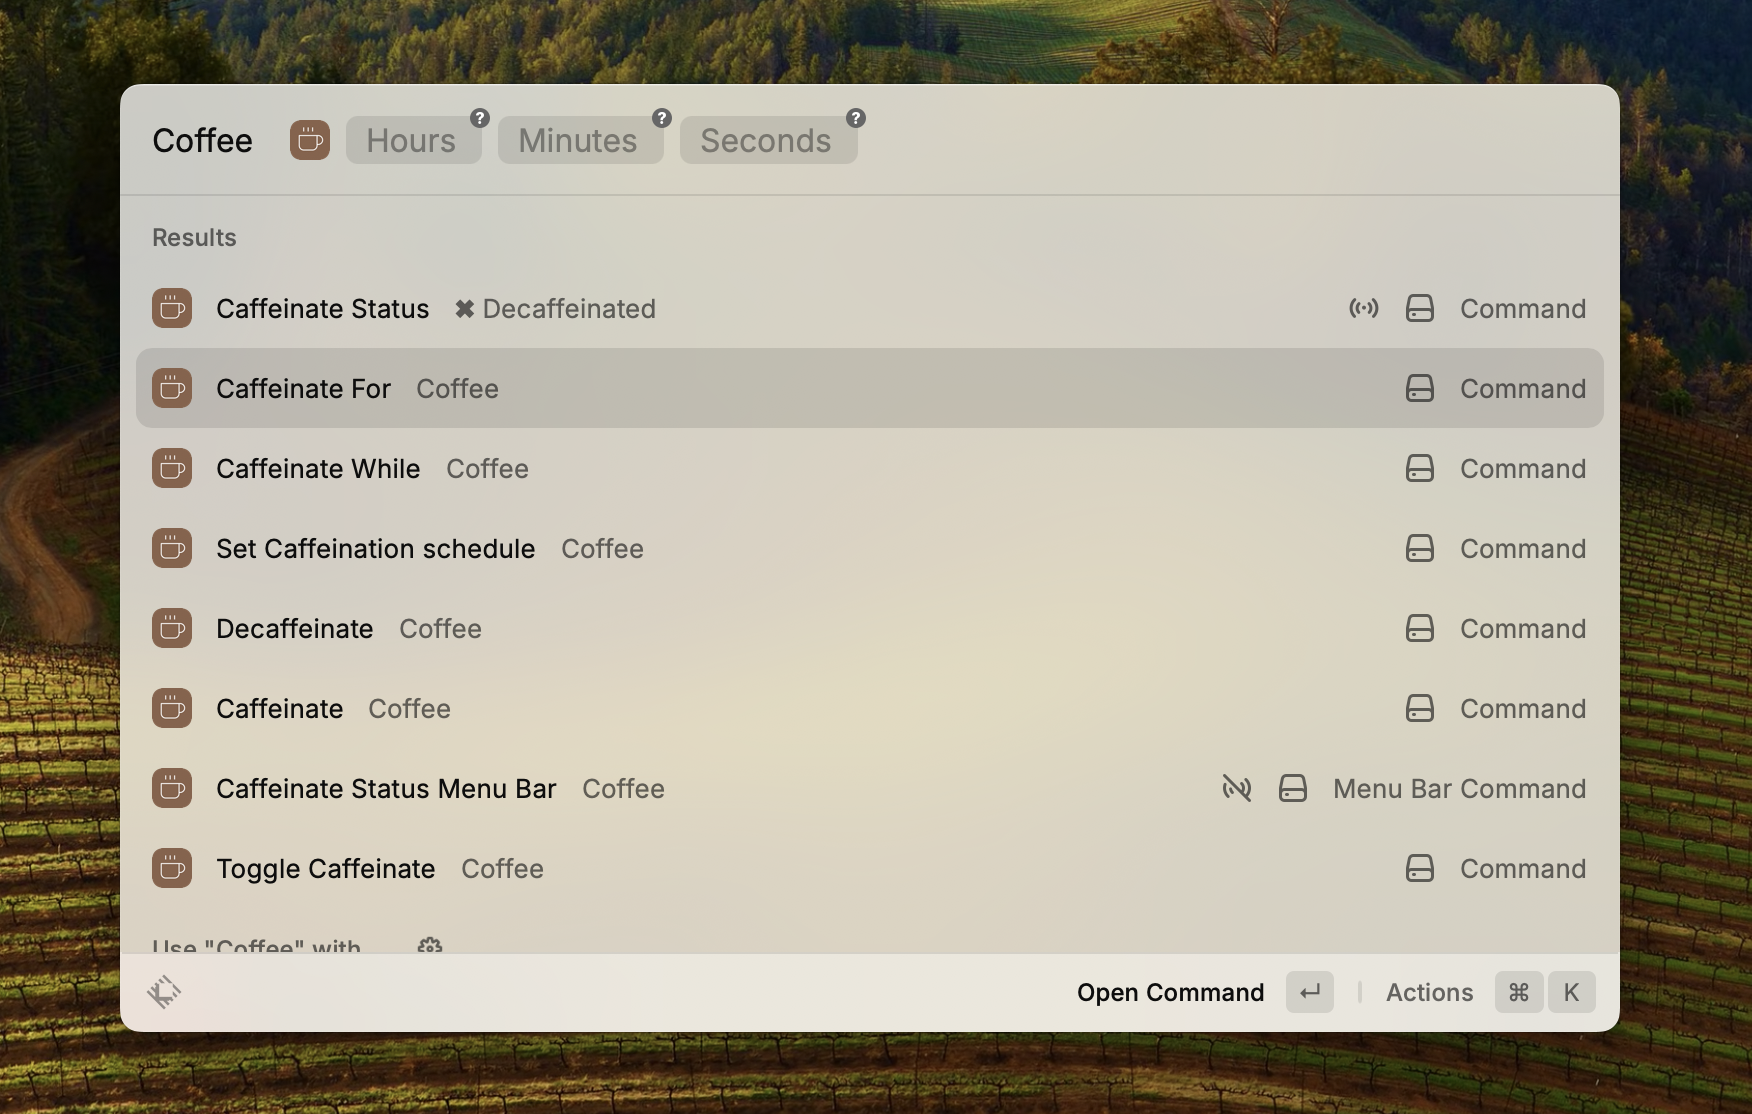 Coffee Hours ? Minutes ? Seconds ?
Results
Caffeinate Status ✖ Decaffeinated Command
Caffeinate For Coffee Command
Caffeinate While Coffee Command
Set Caffeination schedule Coffee Command
Decaffeinate Coffee Command
Caffeinate Coffee Command
Caffeinate Status Menu Bar Coffee Menu Bar Command
Toggle Caffeinate Coffee Command
Use "Coffee" with
Open Command ↵ Actions ⌘ K